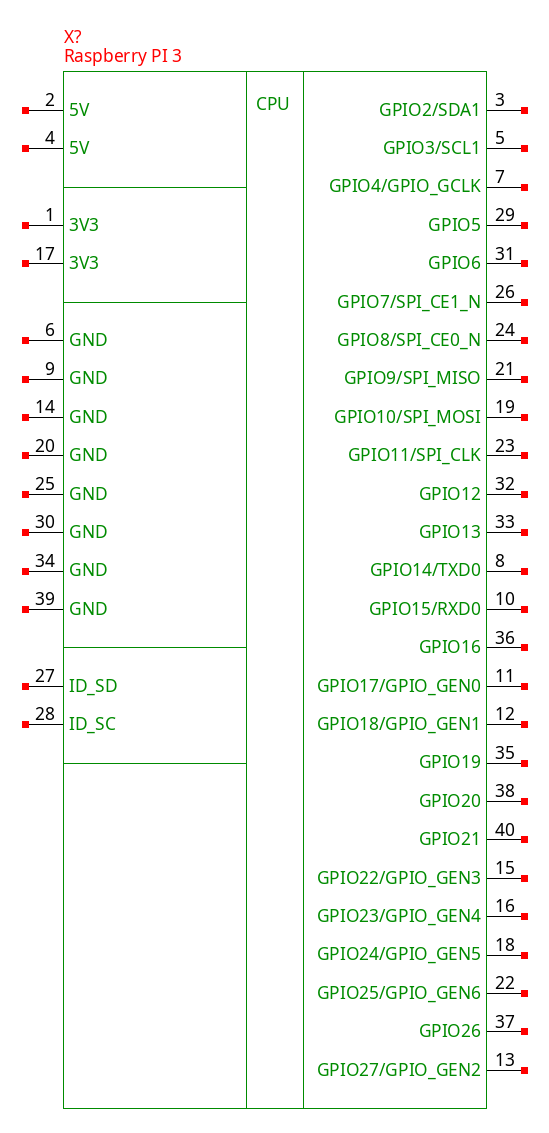 X?
Raspberry PI 3
CPU
2 5V
4 5V
1 3V3
17 3V3
6 GND
9 GND
14 GND
20 GND
25 GND
30 GND
34 GND
39 GND
27 ID_SD
28 ID_SC
GPIO2/SDA1 3
GPIO3/SCL1 5
GPIO4/GPIO_GCLK 7
GPIO5 29
GPIO6 31
GPIO7/SPI_CE1_N 26
GPIO8/SPI_CE0_N 24
GPIO9/SPI_MISO 21
GPIO10/SPI_MOSI 19
GPIO11/SPI_CLK 23
GPIO12 32
GPIO13 33
GPIO14/TXD0 8
GPIO15/RXD0 10
GPIO16 36
GPIO17/GPIO_GEN0 11
GPIO18/GPIO_GEN1 12
GPIO19 35
GPIO20 38
GPIO21 40
GPIO22/GPIO_GEN3 15
GPIO23/GPIO_GEN4 16
GPIO24/GPIO_GEN5 18
GPIO25/GPIO_GEN6 22
GPIO26 37
GPIO27/GPIO_GEN2 13